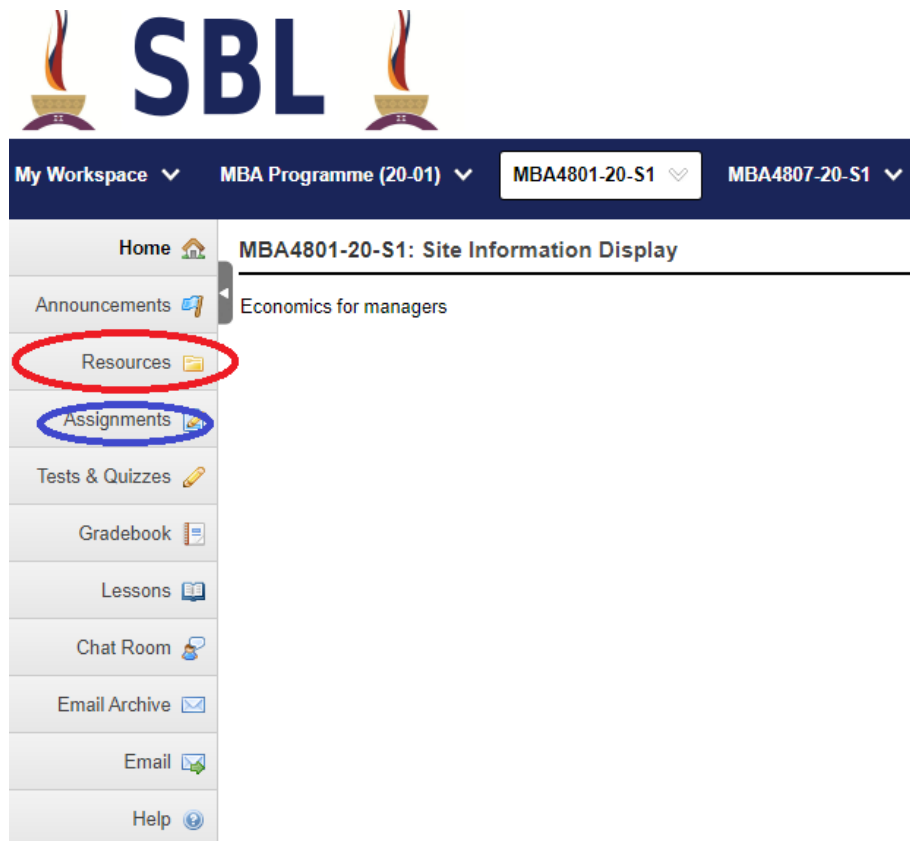 SBL
My Workspace MBA Programme (20-01) MBA4801-20-S1 MBA4807-20-S1
Home
MBA4801-20-S1: Site Information Display
Announcements
Economics for managers
Resources
Assignments
Tests & Quizzes
Gradebook
Lessons
Chat Room
Email Archive
Email
Help